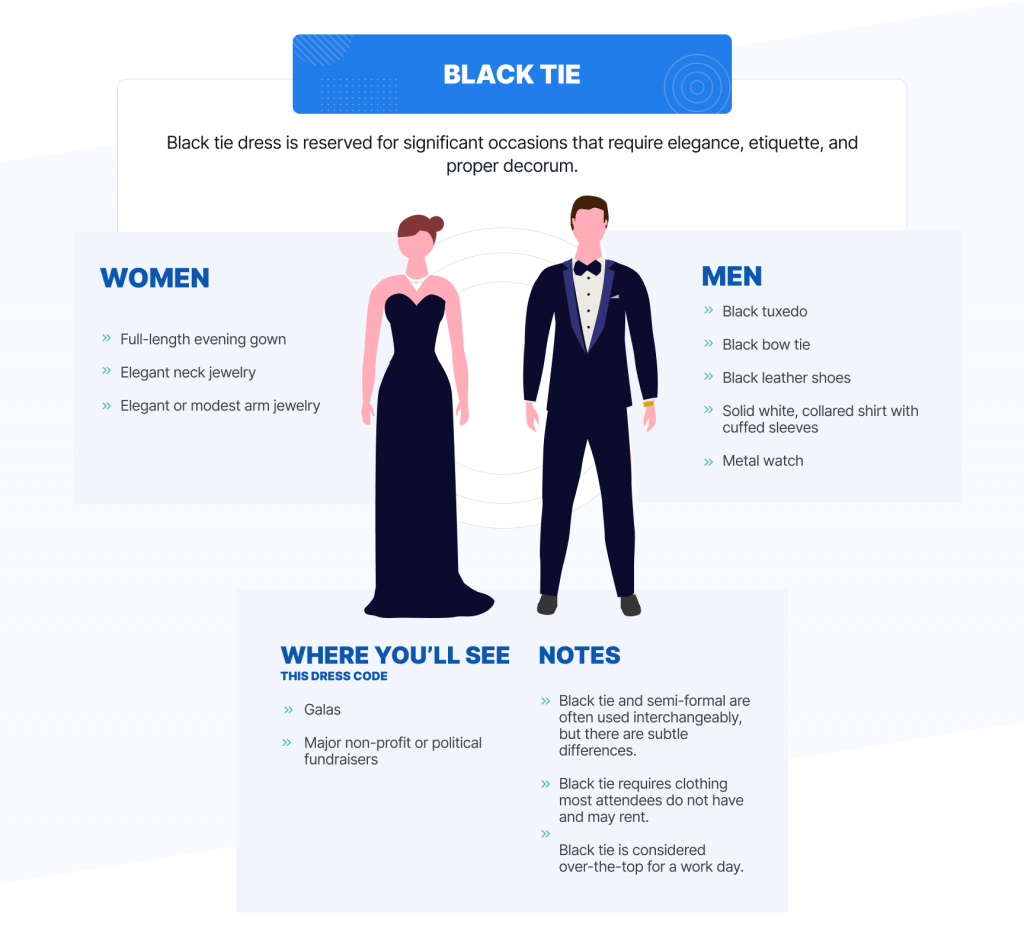 BLACK TIE
Black tie dress is reserved for significant occasions that require elegance, etiquette, and
proper decorum.
WOMEN
Full-length evening gown
Elegant neck jewelry
Elegant or modest arm jewelry
MEN
Black tuxedo
Black bow tie
Black leather shoes
Solid white, collared shirt with
cuffed sleeves
Metal watch
WHERE YOU’LL SEE
THIS DRESS CODE
Galas
Major non-profit or political
fundraisers
NOTES
Black tie and semi-formal are
often used interchangeably,
but there are subtle
differences.
Black tie requires clothing
most attendees do not have
and may rent.
Black tie is considered
over-the-top for a work day.